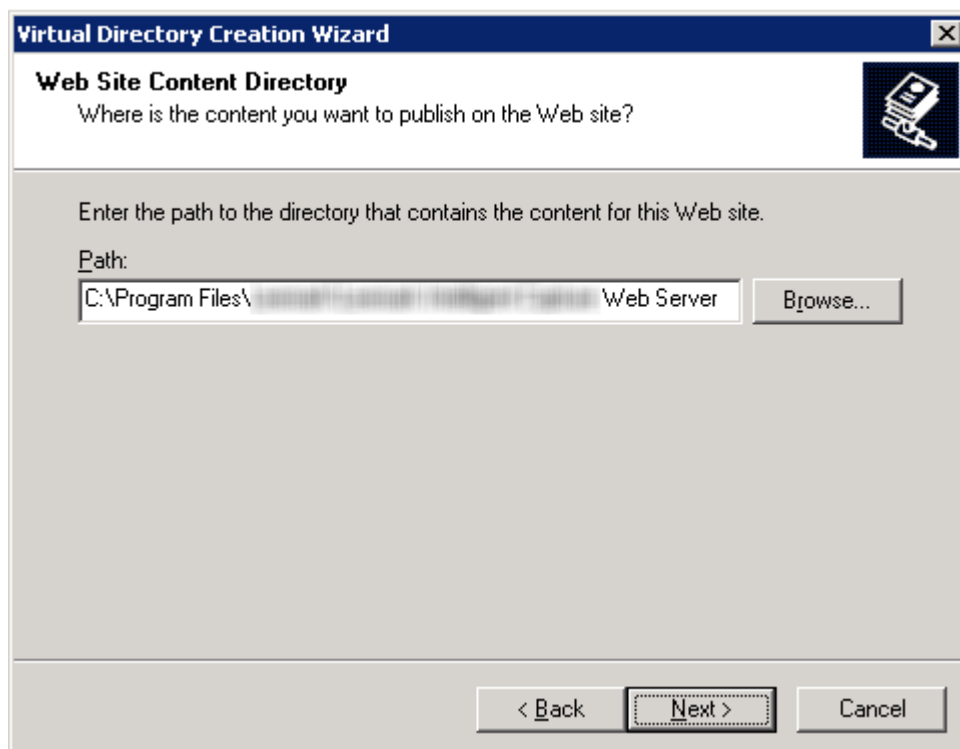 Virtual Directory Creation Wizard
Web Site Content Directory
Where is the content you want to publish on the Web site?
Enter the path to the directory that contains the content for this Web site.
Path:
C:\Program Files\ Web Server
Browse...
< Back
Next >
Cancel